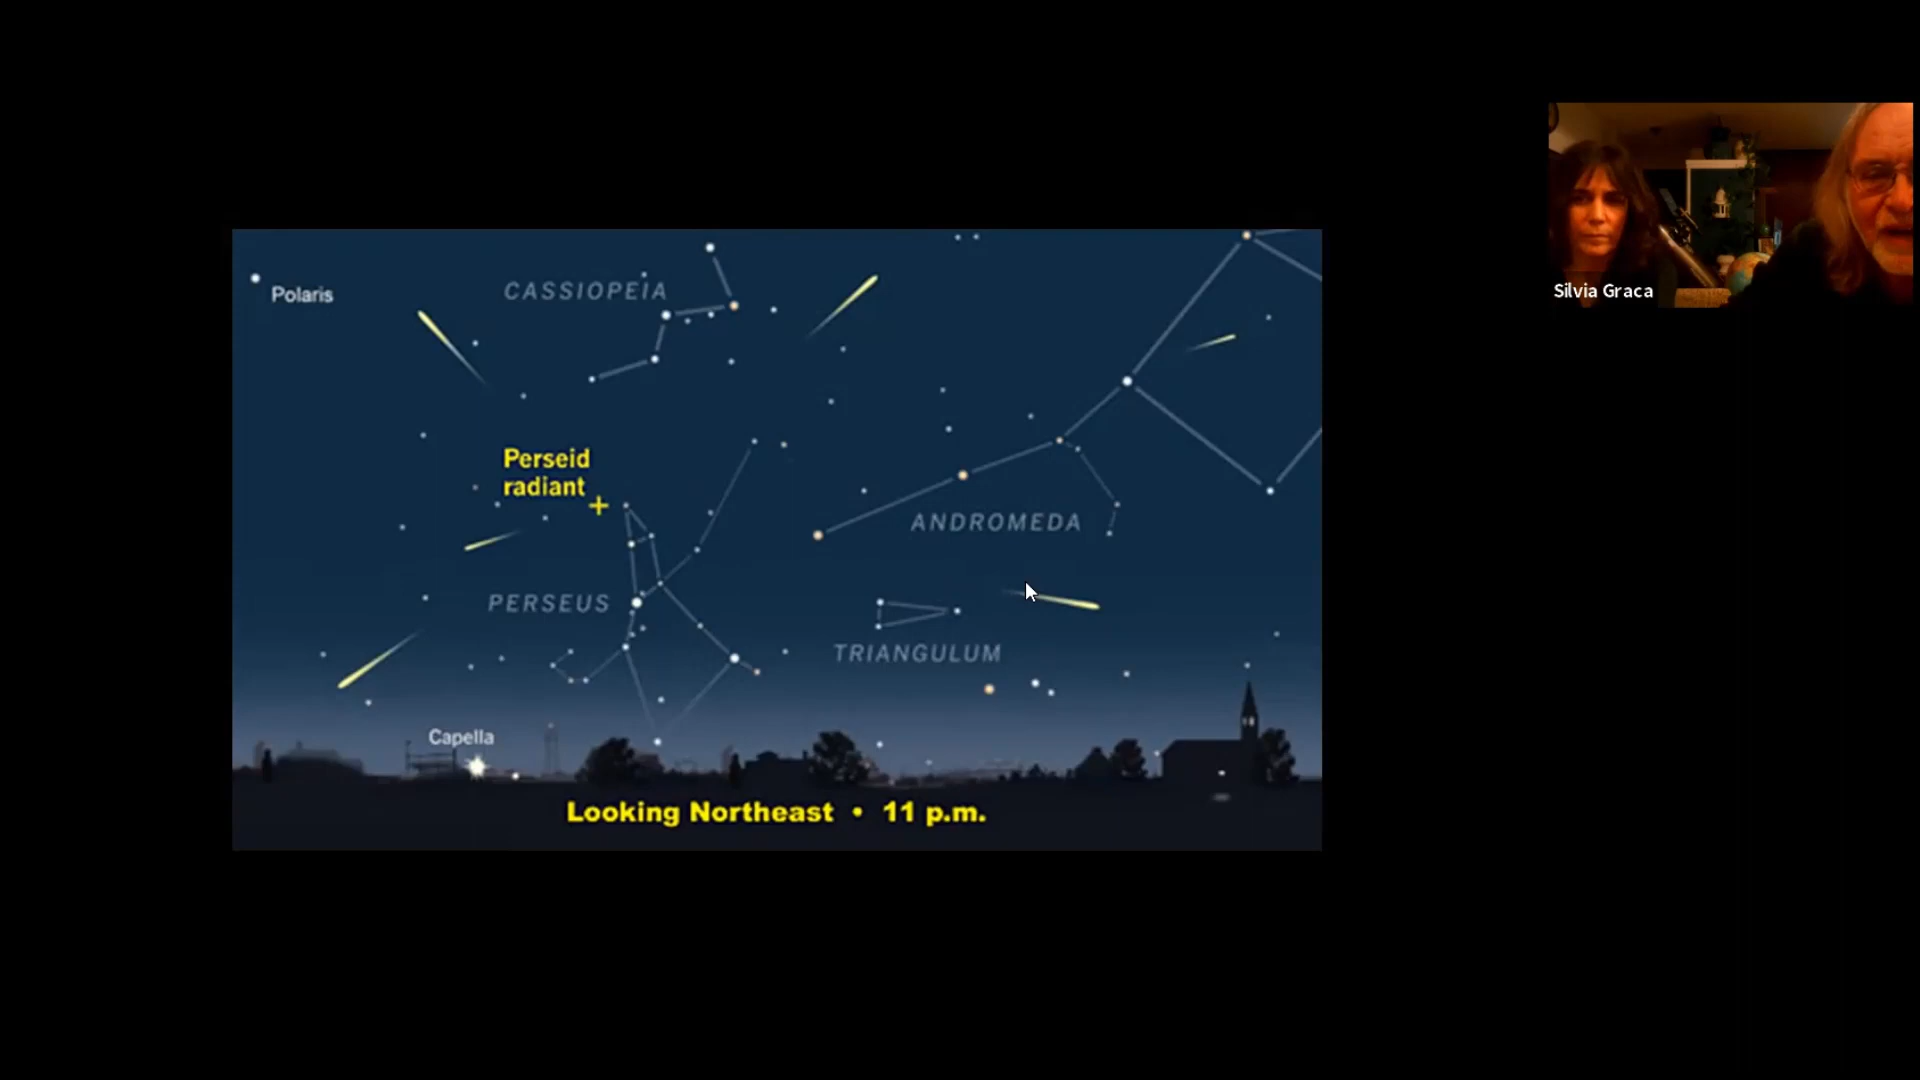 Polaris
CASSIOPEIA
Perseid
radiant
PERSEUS
ANDROMEDA
TRIANGULUM
Capella
Looking Northeast • 11 p.m.
Silvia Graca